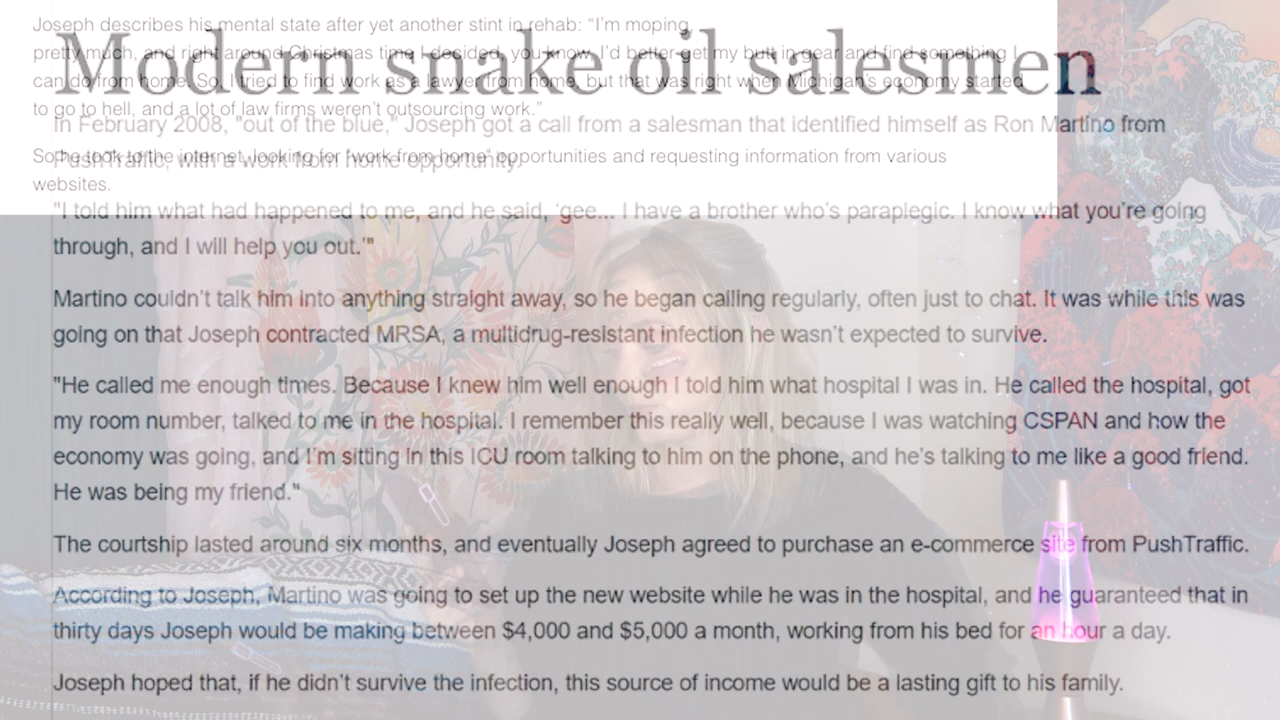 Joseph describes his mental state after yet another stint in rehab: “I’m moping
pretty much, and right around Christmas time I decided, you know, I’d better get my butt in gear and find something I
can do from home. So I tried to find work as a lawyer from home, but that was right when Michigan’s economy started
to go to hell, and a lot of law firms weren’t outsourcing work.”
Modern snake oil salesmen
In February 2008, "out of the blue," Joseph got a call from a salesman that identified himself as Ron Martino from
PushTraffic, with a work from home opportunity.
So he took to the internet, looking for “work from home” opportunities and requesting information from various
websites.
"I told him what had happened to me, and he said, ‘gee... I have a brother who’s paraplegic. I know what you’re going
through, and I will help you out.’"
Martino couldn’t talk him into anything straight away, so he began calling regularly, often just to chat. It was while this was
going on that Joseph contracted MRSA, a multidrug-resistant infection he wasn’t expected to survive.
"He called me enough times. Because I knew him well enough I told him what hospital I was in. He called the hospital, got
my room number, talked to me in the hospital. I remember this really well, because I was watching CSPAN and how the
economy was going, and I’m sitting in this ICU room talking to him on the phone, and he’s talking to me like a good friend.
He was being my friend."
The courtship lasted around six months, and eventually Joseph agreed to purchase an e-commerce site from PushTraffic.
According to Joseph, Martino was going to set up the new website while he was in the hospital, and he guaranteed that in
thirty days Joseph would be making between $4,000 and $5,000 a month, working from his bed for an hour a day.
Joseph hoped that, if he didn’t survive the infection, this source of income would be a lasting gift to his family.